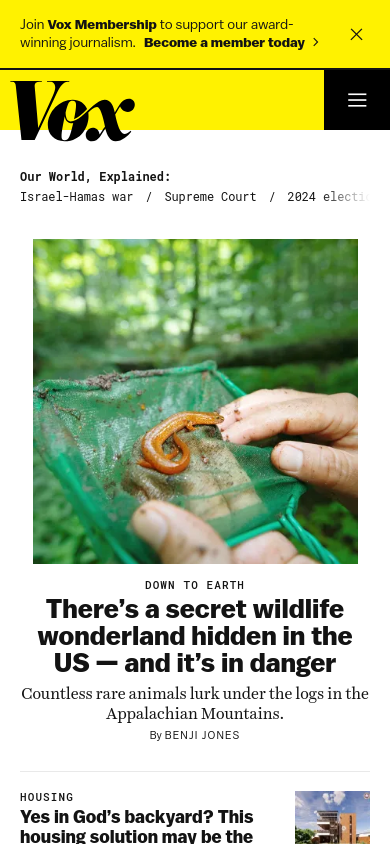 Join Vox Membership to support our award-
winning journalism. Become a member today
Vox
Our World, Explained:
Israel-Hamas war / Supreme Court / 2024 electi
DOWN TO EARTH
There’s a secret wildlife
wonderland hidden in the
US — and it’s in danger
Countless rare animals lurk under the logs in the
Appalachian Mountains.
By BENJI JONES
HOUSING
Yes in God’s backyard? This
housing solution may be the